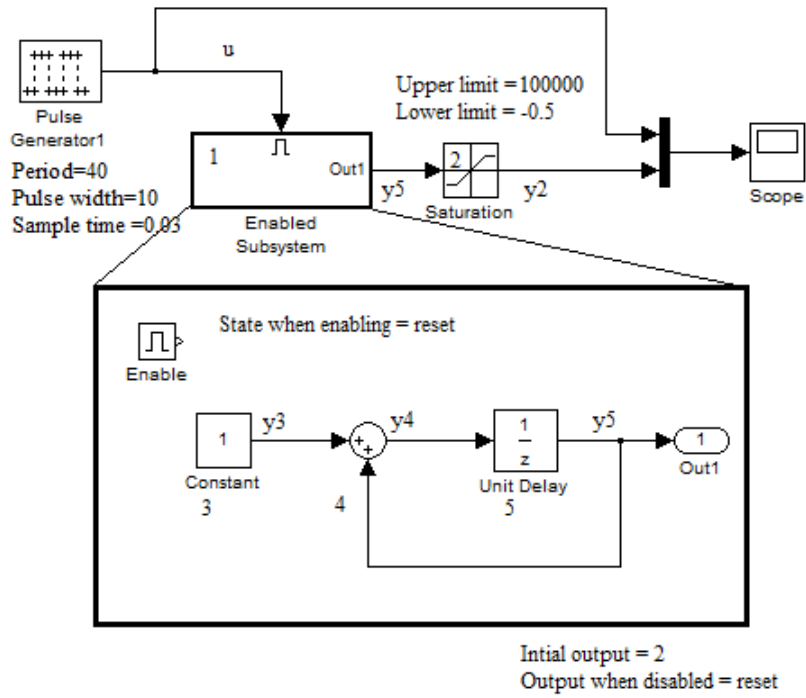 u
Pulse
Generator1
Period=40
Pulse width=10
Sample time =0.03
1
Out1
Enabled
Subsystem
y5
Upper limit =100000
Lower limit = -0.5
2
Saturation
y2
Scope
State when enabling = reset
Enable
1
Constant
3
y3
+
+
4
y4
1
z
Unit Delay
5
y5
1
Out1
Intial output = 2
Output when disabled = reset